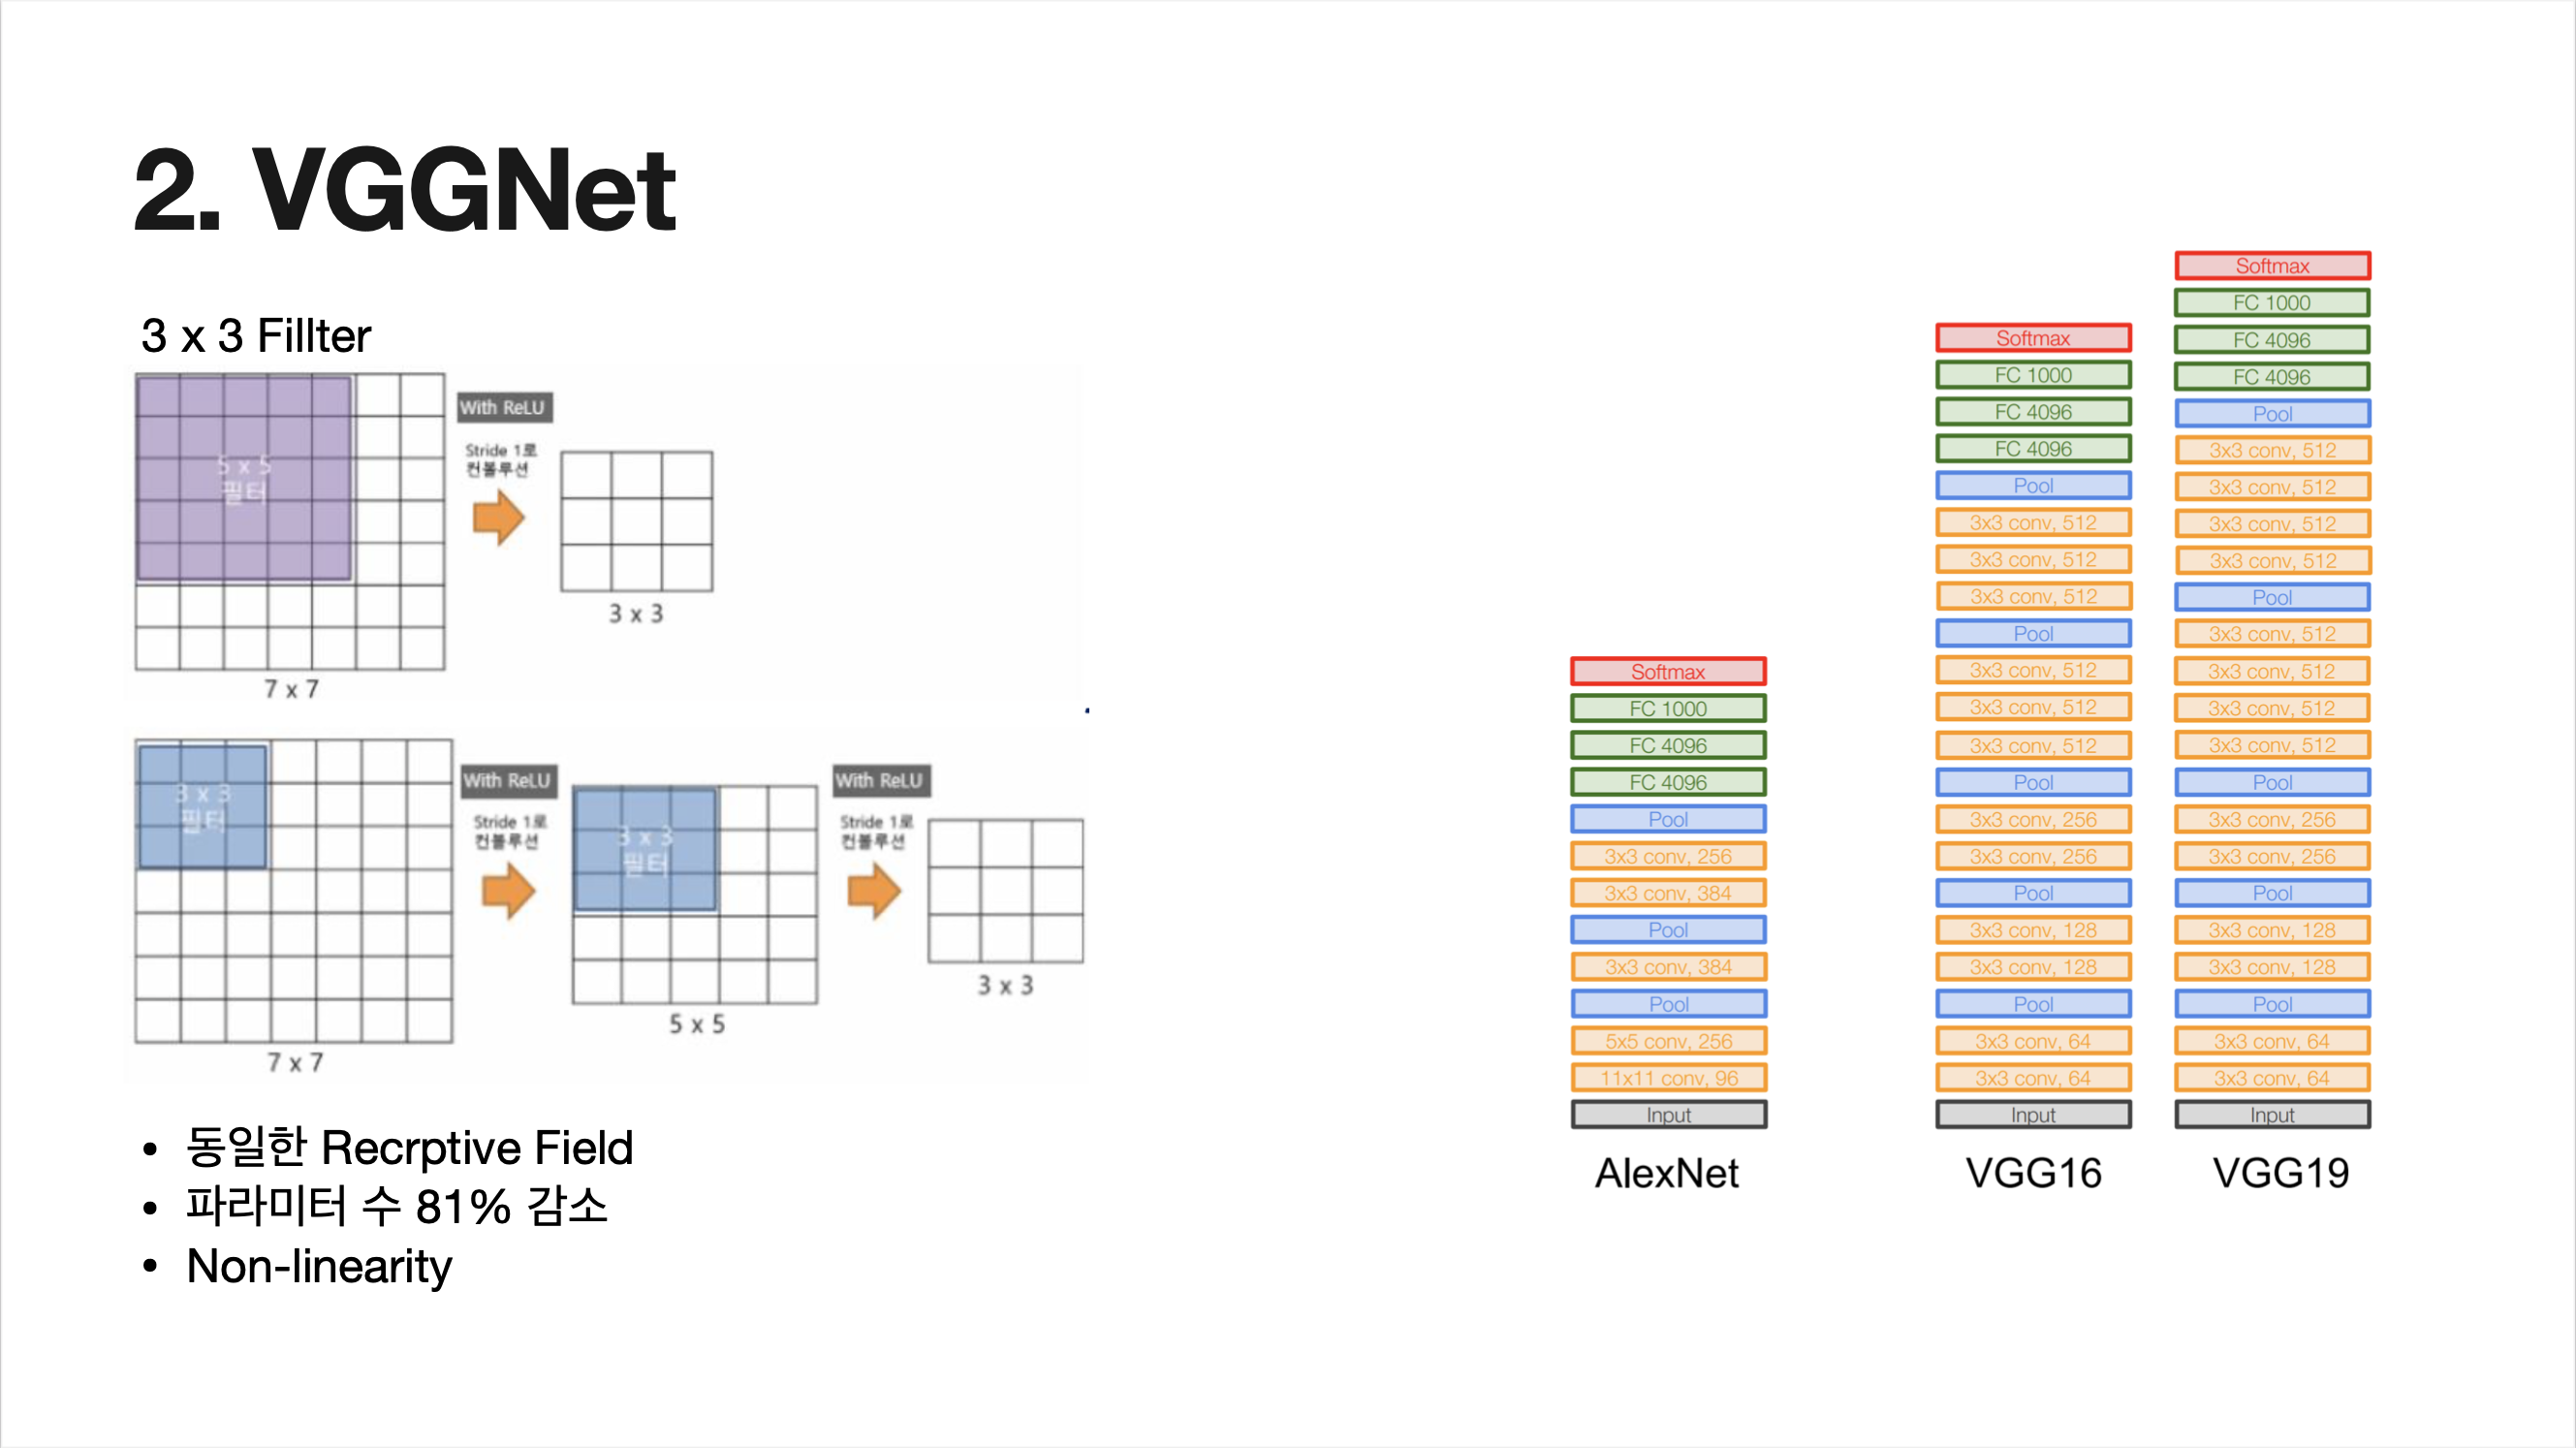 2. VGGNet
3 x 3 Fillter
5 x 5
필터
7 x 7
With ReLU
Stride 1로
컨볼루션
3 x 3
3 x 3
필터
7 x 7
With ReLU
Stride 1로
컨볼루션
3 x 3
필터
5 x 5
With ReLU
Stride 1로
컨볼루션
3 x 3
• 동일한 Recrptive Field
• 파라미터 수 81% 감소
• Non-linearity
Softmax
FC 1000
FC 4096
FC 4096
Pool
3x3 conv, 256
3x3 conv, 384
Pool
3x3 conv, 384
Pool
5x5 conv, 256
11x11 conv, 96
Input
AlexNet
Softmax
FC 1000
FC 4096
FC 4096
Pool
3x3 conv, 512
3x3 conv, 512
3x3 conv, 512
Pool
3x3 conv, 512
3x3 conv, 512
3x3 conv, 512
Pool
3x3 conv, 256
3x3 conv, 256
Pool
3x3 conv, 128
3x3 conv, 128
Pool
3x3 conv, 64
3x3 conv, 64
Input
VGG16
Softmax
FC 1000
FC 4096
FC 4096
Pool
3x3 conv, 512
3x3 conv, 512
3x3 conv, 512
3x3 conv, 512
Pool
3x3 conv, 512
3x3 conv, 512
3x3 conv, 512
3x3 conv, 512
Pool
3x3 conv, 256
3x3 conv, 256
Pool
3x3 conv, 128
3x3 conv, 128
Pool
3x3 conv, 64
3x3 conv, 64
Input
VGG19